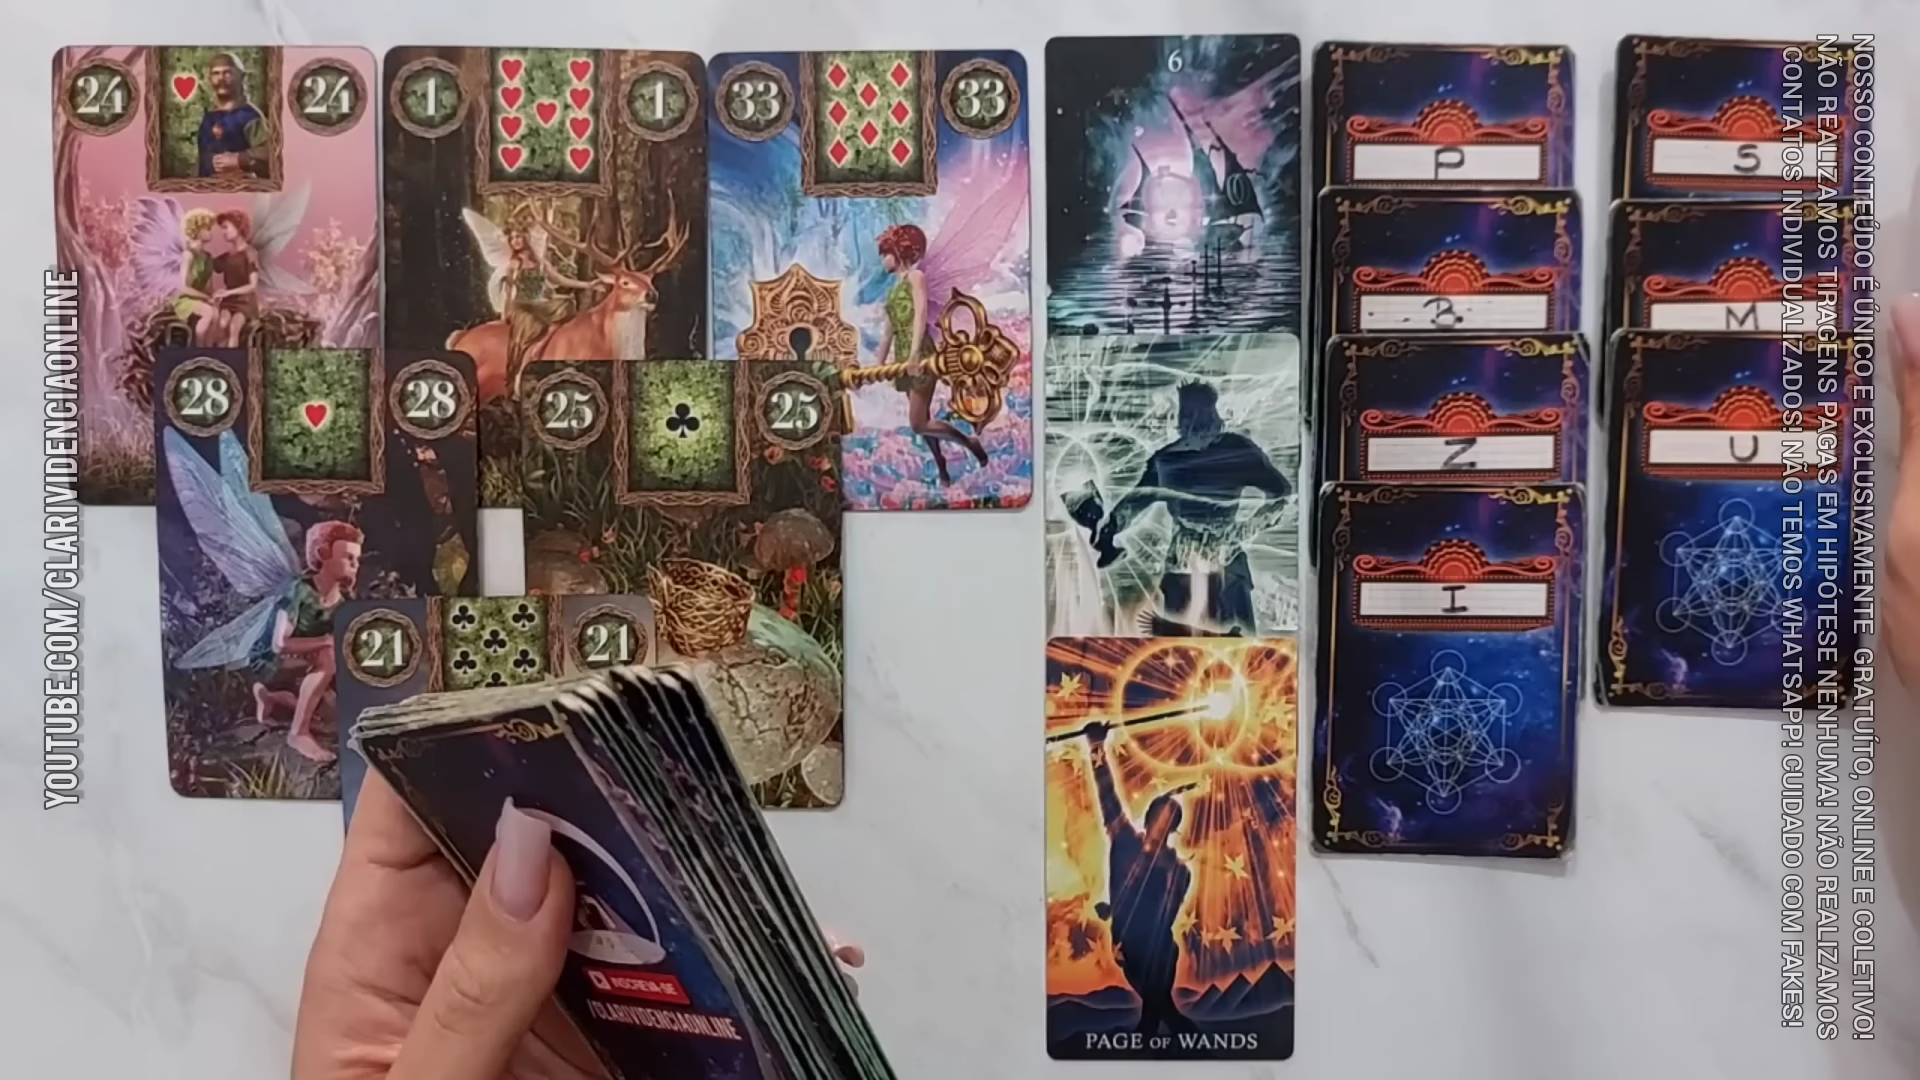 YOUTUBE.COM/CLARIVIDENCIAONLINE
24
24
1
1
33
33
28
28
25
25
21
21
6
PAGE OF WANDS
P
B
Z
I
S
M
U
INSCREVA-SE
/CLARIVIDENCIAONLINE
NOSSO CONTEÚDO É ÚNICO E EXCLUSIVAMENTE GRATUÍTO, ONLINE E COLETIVO!
NÃO REALIZAMOS TIRAGENS PAGAS EM HIPÓTESE NENHUMA! NÃO REALIZAMOS
CONTATOS INDIVIDUALIZADOS! NÃO TEMOS WHATSAPP! CUIDADO COM FAKES!